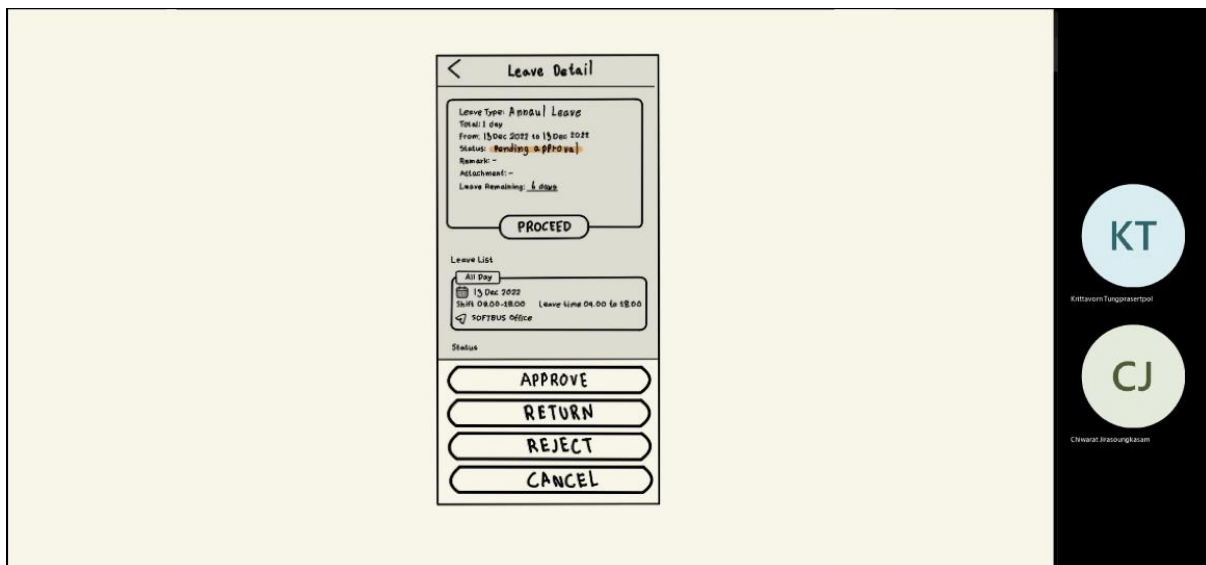 Leave Detail
Leave Type: Annaul Leave
Total: 1 day
From: 13 Dec 2022 to 13 Dec 2022
Status: Pending approval
Remark: -
Attachment: -
Leave Remaining: 6 days
PROCEED
Leave List
All Day
13 Dec 2022
Shift 09.00-18.00 Leave time 09.00 to 18.00
SOFTBUS Office
Status
APPROVE
RETURN
REJECT
CANCEL
KT
Krittavorn Tungprasertpol
CJ
Chiwarat Jirasoungkasam